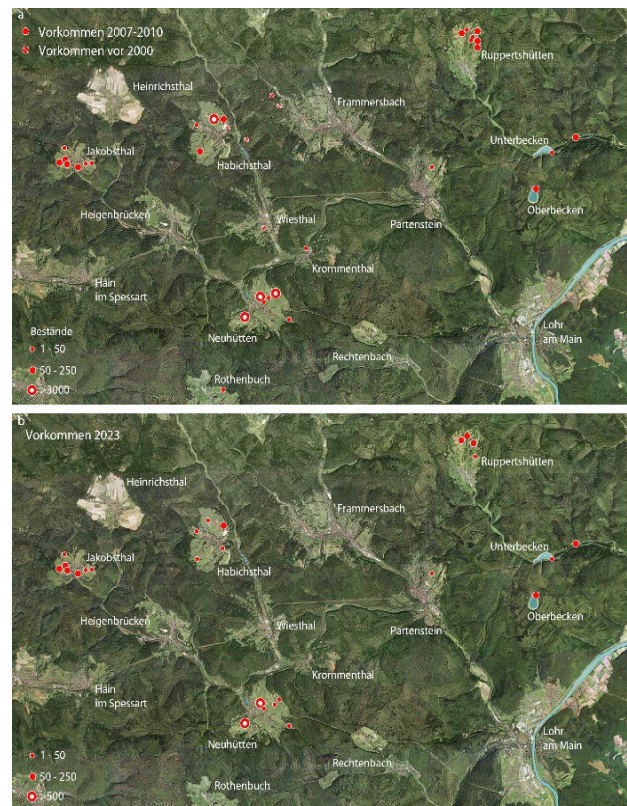 a
Vorkommen 2007-2010
Vorkommen vor 2000
Ruppertshütten
Heinrichsthal
Frammersbach
Jakobsthal
Habichsthal
Unterbecken
Heigenbrücken
Wiesthal
Partenstein
Oberbecken
Krommenthal
Hain
im Spessart
Bestände
1 - 50
50 - 250
>3000
Neuhütten
Rechtenbach
Lohr
am Main
Rothenbuch
b
Vorkommen 2023
Ruppertshütten
Heinrichsthal
Frammersbach
Jakobsthal
Habichsthal
Unterbecken
Heigenbrücken
Wiesthal
Partenstein
Oberbecken
Krommenthal
Hain
im Spessart
Neuhütten
Lohr
am Main
1 - 50
50 - 250
>500
Rechtenbach
Rothenbuch